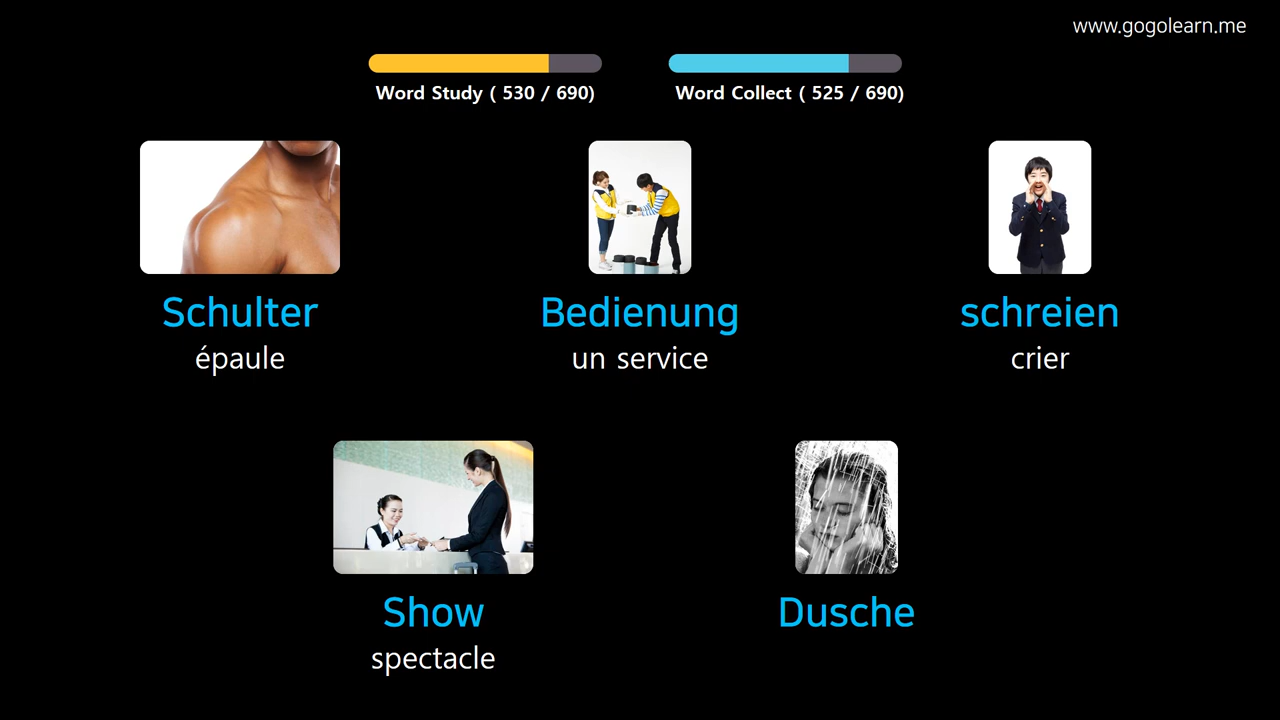 www.gogolearn.me
Word Study ( 530 / 690)
Word Collect ( 525 / 690)
Schulter
épaule
Bedienung
un service
schreien
crier
Show
spectacle
Dusche